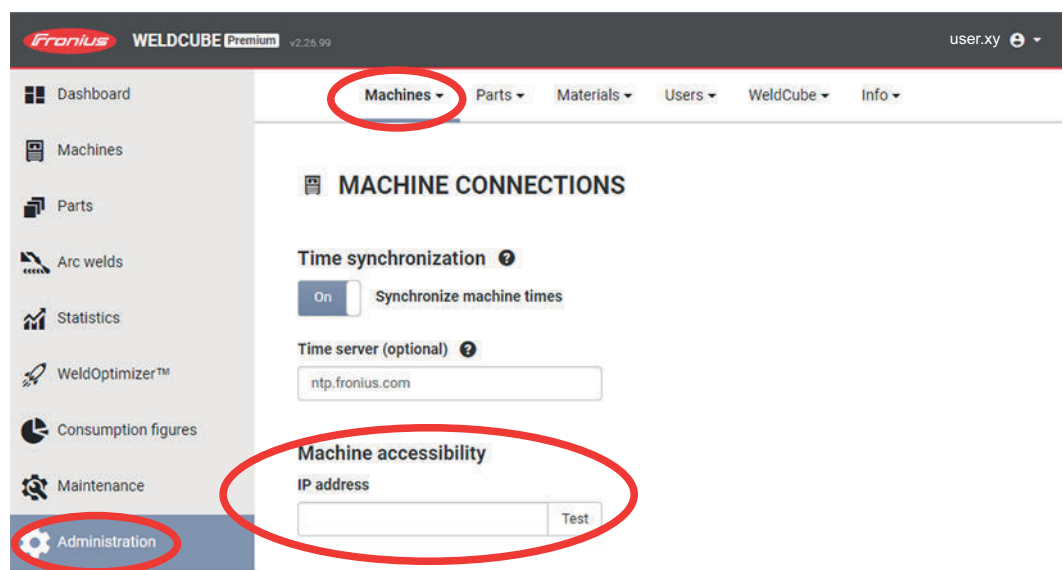 Fronius WELDCUBE Premium v2.26.99 user.xy
Dashboard
Machines Parts Materials Users WeldCube Info
Machines
MACHINE CONNECTIONS
Parts
Arc welds
Time synchronization ?
On Synchronize machine times
Statistics
Time server (optional) ?
WeldOptimizer™
ntp.fronius.com
Consumption figures
Machine accessibility
Maintenance
IP address
Test
Administration